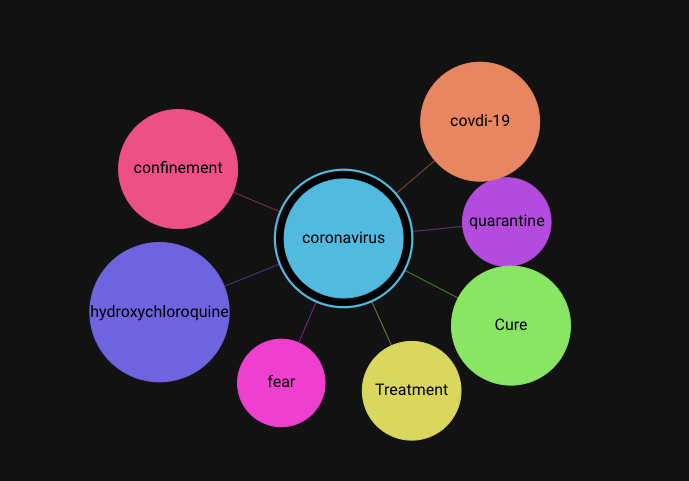 covdi-19
confinement
quarantine
coronavirus
hydroxychloroquine
Cure
fear
Treatment